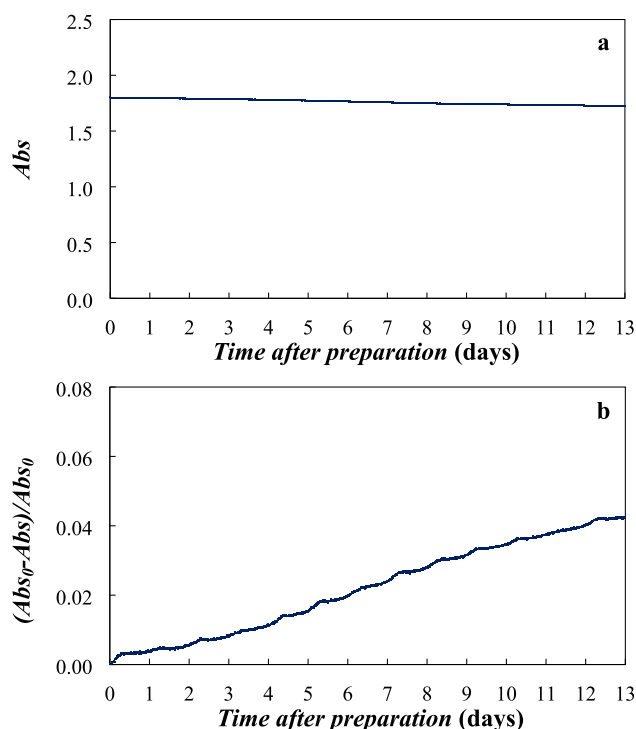 2.5
a
2.0
1.5
Abs
1.0
0.5
0.0
0 1 2 3 4 5 6 7 8 9 10 11 12 13
Time after preparation (days)
0.08
b
0.06
(Abs₀-Abs)/Abs₀
0.04
0.02
0.00
0 1 2 3 4 5 6 7 8 9 10 11 12 13
Time after preparation (days)